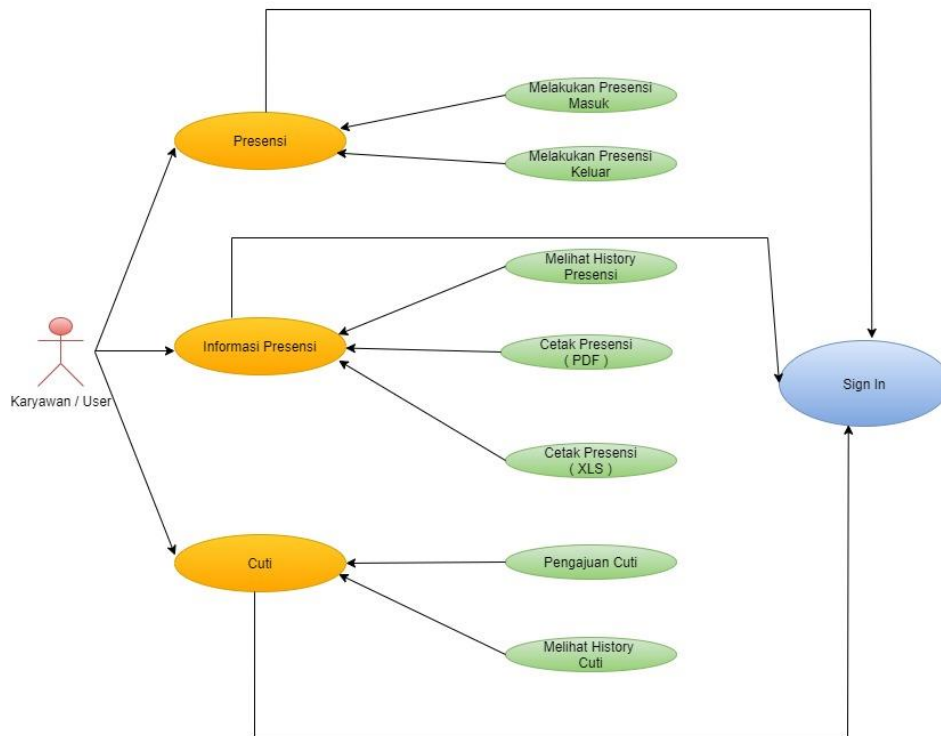 Melakukan Presensi
Masuk
Presensi
Melakukan Presensi
Keluar
Melihat History
Presensi
Informasi Presensi
Cetak Presensi
( PDF )
Sign In
Karyawan / User
Cetak Presensi
( XLS )
Cuti
Pengajuan Cuti
Melihat History
Cuti